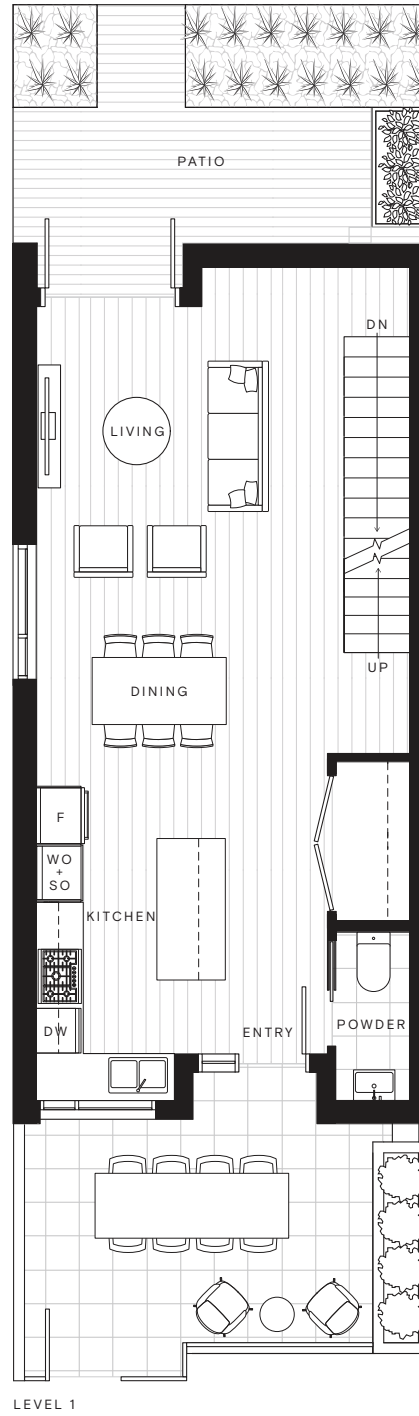 PATIO
DN
LIVING
UP
DINING
F
WO
+
SO
KITCHEN
DW
ENTRY
POWDER
LEVEL 1